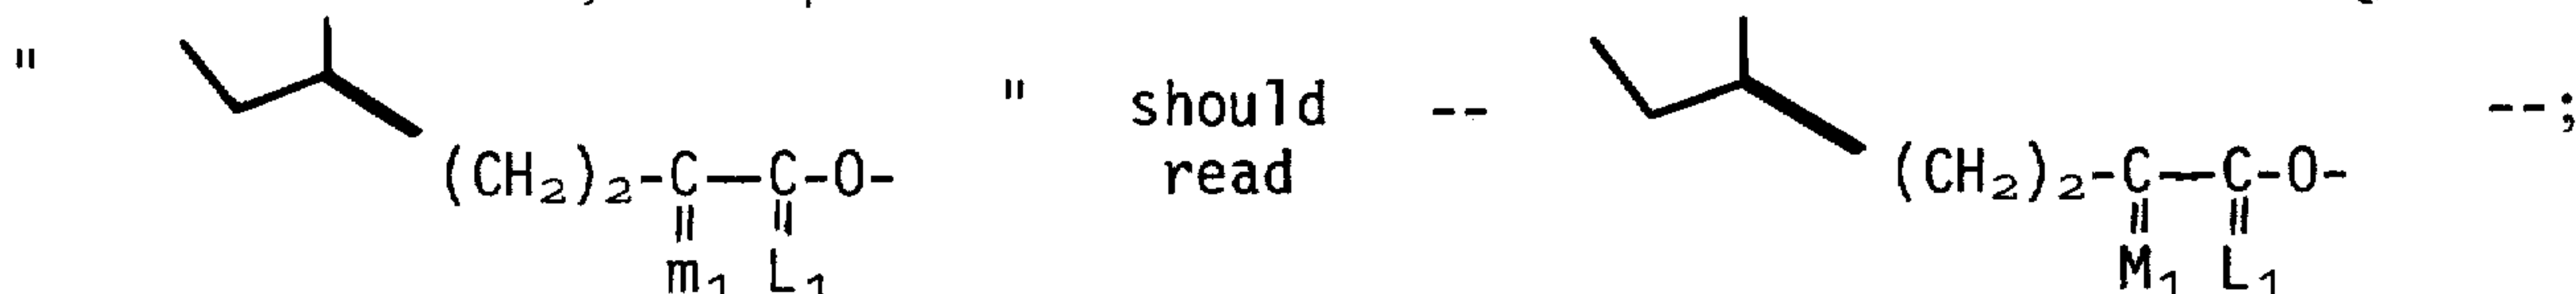 " " should -- --;
read
(CH₂)₂-C—C-O- (CH₂)₂-C—C-O-
m₁ L₁ M₁ L₁